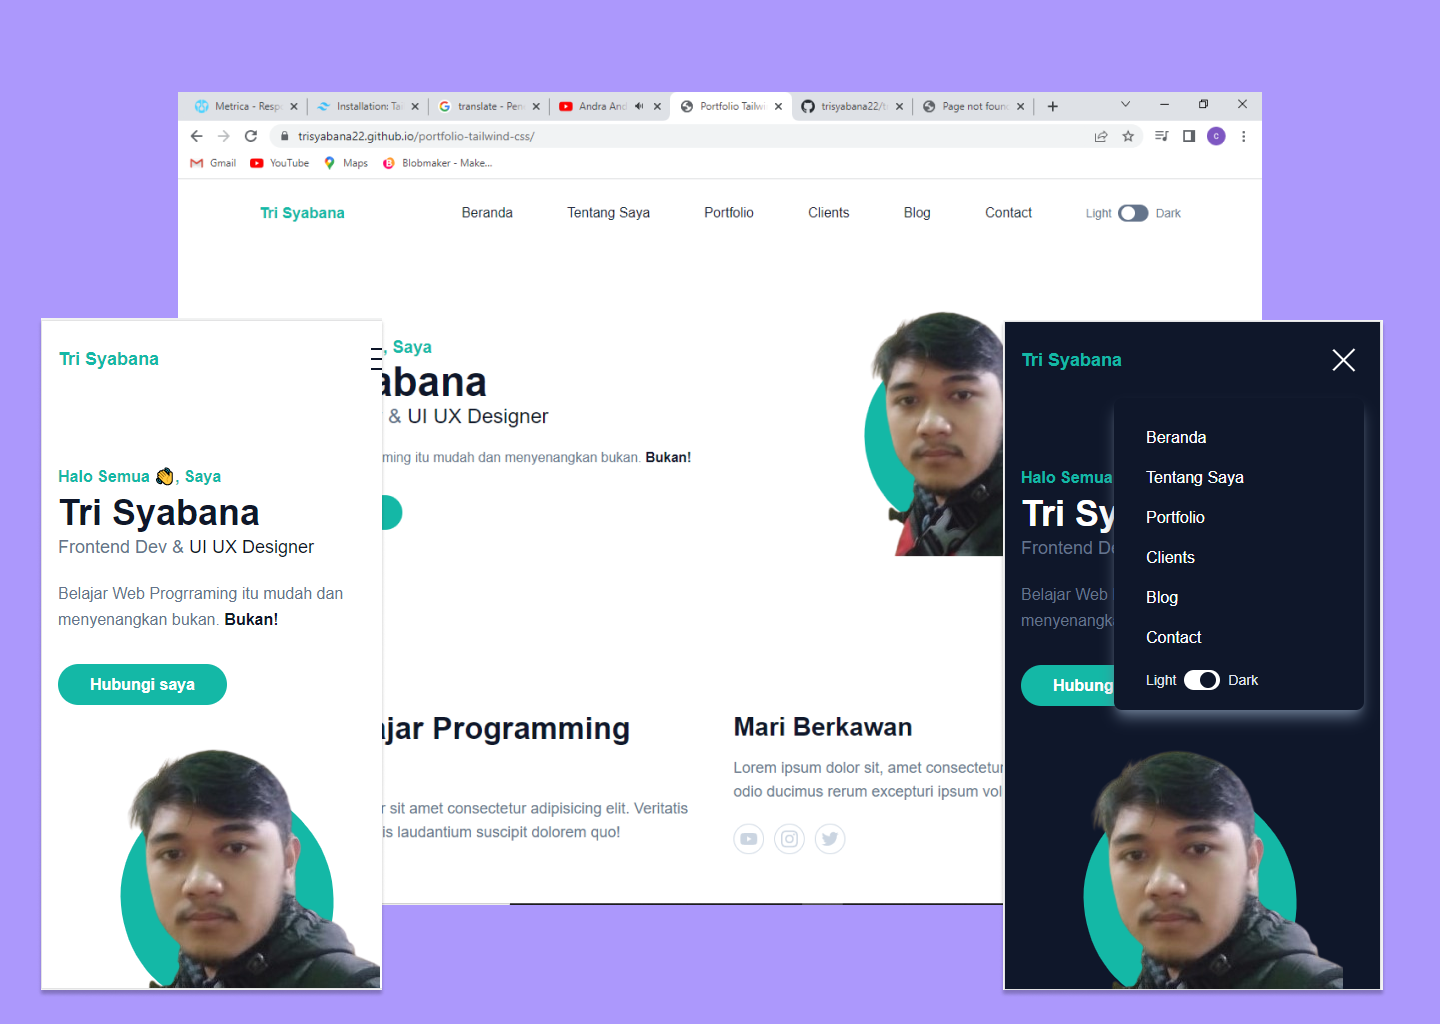 Metrica - Resp
Installation: Tai
translate - Pen
Andra And
Portfolio Tailwi
trisyabana22/t
Page not found
trisyabana22.github.io/portfolio-tailwind-css/
C
Gmail
YouTube
Maps
Blobmaker - Make...
Tri Syabana
Beranda
Tentang Saya
Portfolio
Clients
Blog
Contact
Light
Dark
, Saya
abana
& UI UX Designer
ming itu mudah dan menyenangkan bukan. Bukan!
ajar Programming
r sit amet consectetur adipisicing elit. Veritatis
is laudantium suscipit dolorem quo!
Mari Berkawan
Lorem ipsum dolor sit, amet consectetur
odio ducimus rerum excepturi ipsum vol
Tri Syabana
Halo Semua 👏, Saya
Tri Syabana
Frontend Dev & UI UX Designer
Belajar Web Progrraming itu mudah dan
menyenangkan bukan. Bukan!
Hubungi saya
Tri Syabana
Halo Semua
Tri Sy
Frontend De
Belajar Web
menyenangk
Hubung
Beranda
Tentang Saya
Portfolio
Clients
Blog
Contact
Light
Dark